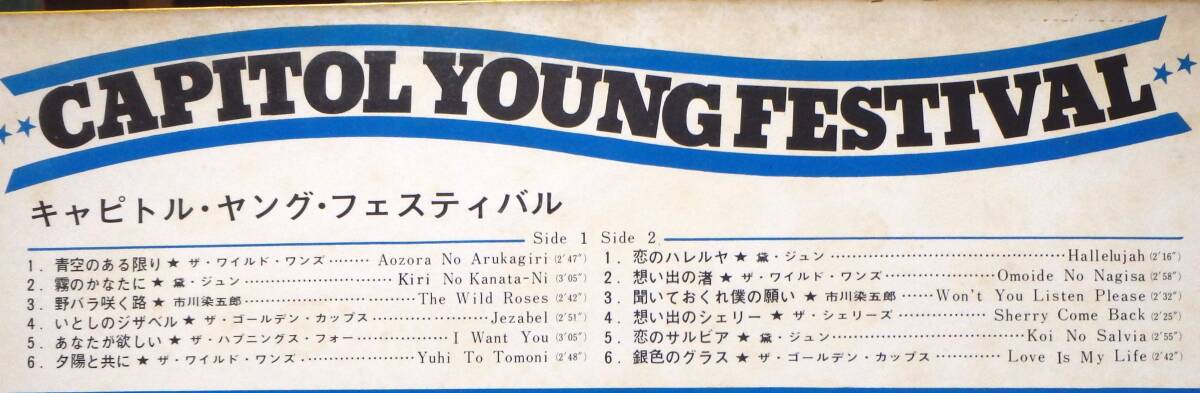 CAPITOL YOUNG FESTIVAL
キャピトル・ヤング・フェスティバル
Side 1
1. 青空のある限り ★ ザ・ワイルド・ワンズ ········ Aozora No Arukagiri (2'47")
2. 霧のかなたに ★ 黛・ジュン ········ Kiri No Kanata-Ni (3'05")
3. 野バラ咲く路 ★ 市川染五郎 ········ The Wild Roses (2'42")
4. いとしのジザベル ★ ザ・ゴールデン・カップス ········ Jezabel (2'51")
5. あなたが欲しい ★ ザ・ハプニングス・フォー ········ I Want You (3'05")
6. 夕陽と共に ★ ザ・ワイルド・ワンズ ········ Yuhi To Tomoni (2'48")
Side 2
1. 恋のハレルヤ ★ 黛・ジュン ········ Hallelujah (2'16")
2. 想い出の渚 ★ ザ・ワイルド・ワンズ ········ Omoide No Nagisa (2'58")
3. 聞いておくれ僕の願い ★ 市川染五郎 ······ Won't You Listen Please (2'32")
4. 想い出のシェリー ★ ザ・シェリーズ ········ Sherry Come Back (2'25")
5. 恋のサルビア ★ 黛・ジュン ········ Koi No Salvia (2'55")
6. 銀色のグラス ★ ザ・ゴールデン・カップス ········ Love Is My Life (2'42")